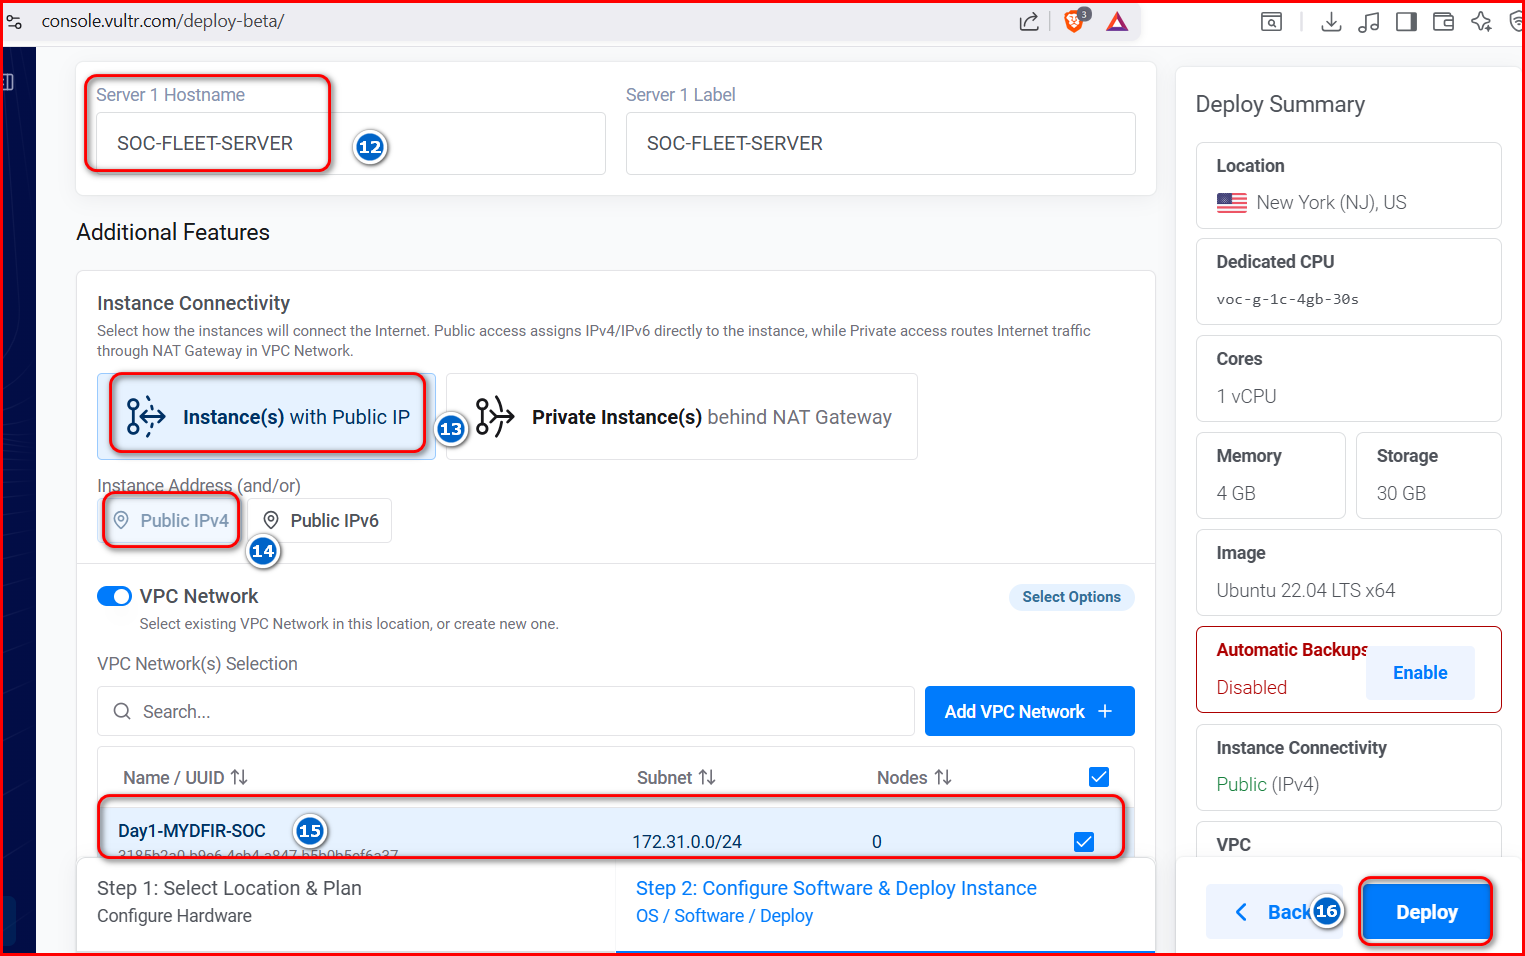 console.vultr.com/deploy-beta/
3
Server 1 Hostname
SOC-FLEET-SERVER
12
Server 1 Label
SOC-FLEET-SERVER
Additional Features
Instance Connectivity
Select how the instances will connect the Internet. Public access assigns IPv4/IPv6 directly to the instance, while Private access routes Internet traffic
through NAT Gateway in VPC Network.
Instance(s) with Public IP
13
Private Instance(s) behind NAT Gateway
Instance Address (and/or)
Public IPv4
Public IPv6
14
VPC Network
Select Options
Select existing VPC Network in this location, or create new one.
VPC Network(s) Selection
Search...
Add VPC Network +
Name / UUID
Subnet
Nodes
Day1-MYDFIR-SOC
15
172.31.0.0/24
0
Step 1: Select Location & Plan
Configure Hardware
Step 2: Configure Software & Deploy Instance
OS / Software / Deploy
Deploy Summary
Location
New York (NJ), US
Dedicated CPU
voc-g-1c-4gb-30s
Cores
1 vCPU
Memory
4 GB
Storage
30 GB
Image
Ubuntu 22.04 LTS x64
Automatic Backups
Disabled
Enable
Instance Connectivity
Public (IPv4)
VPC
Back
16
Deploy